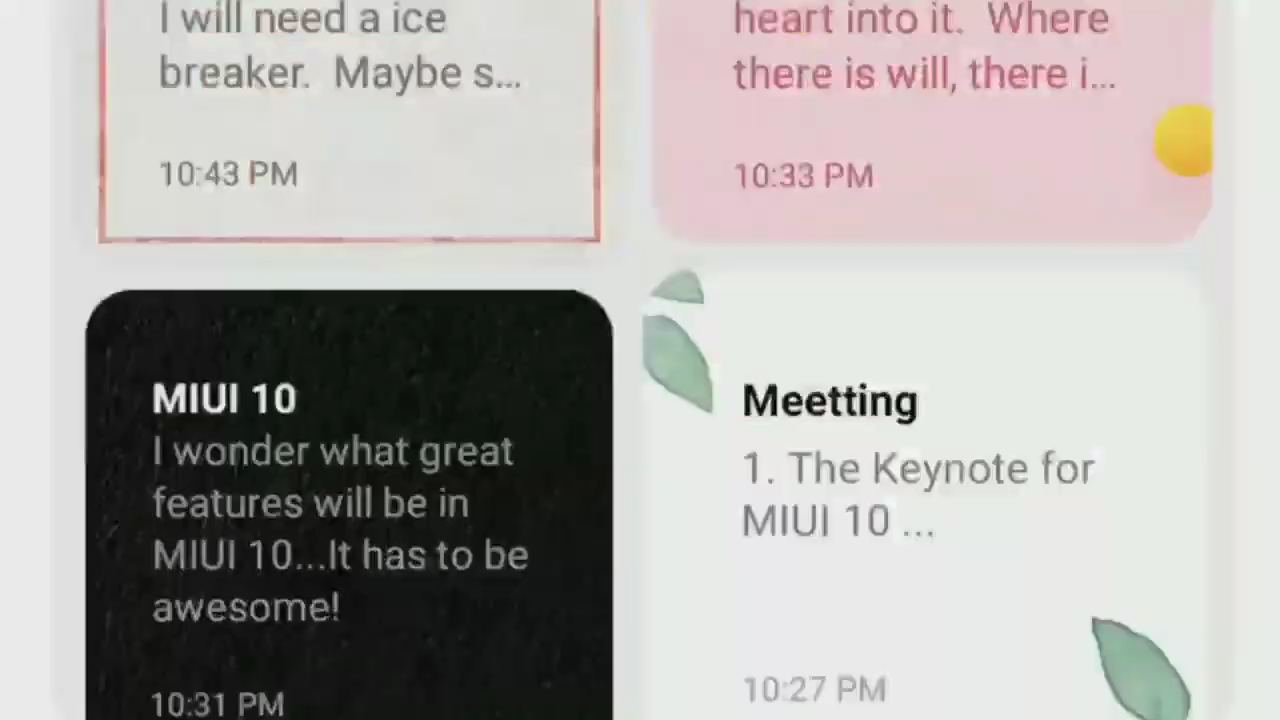 I will need a ice
breaker.  Maybe s...
10:43 PM
heart into it.  Where
there is will, there i...
10:33 PM
MIUI 10
I wonder what great
features will be in
MIUI 10...It has to be
awesome!
10:31 PM
Meetting
1. The Keynote for
MIUI 10 ...
10:27 PM